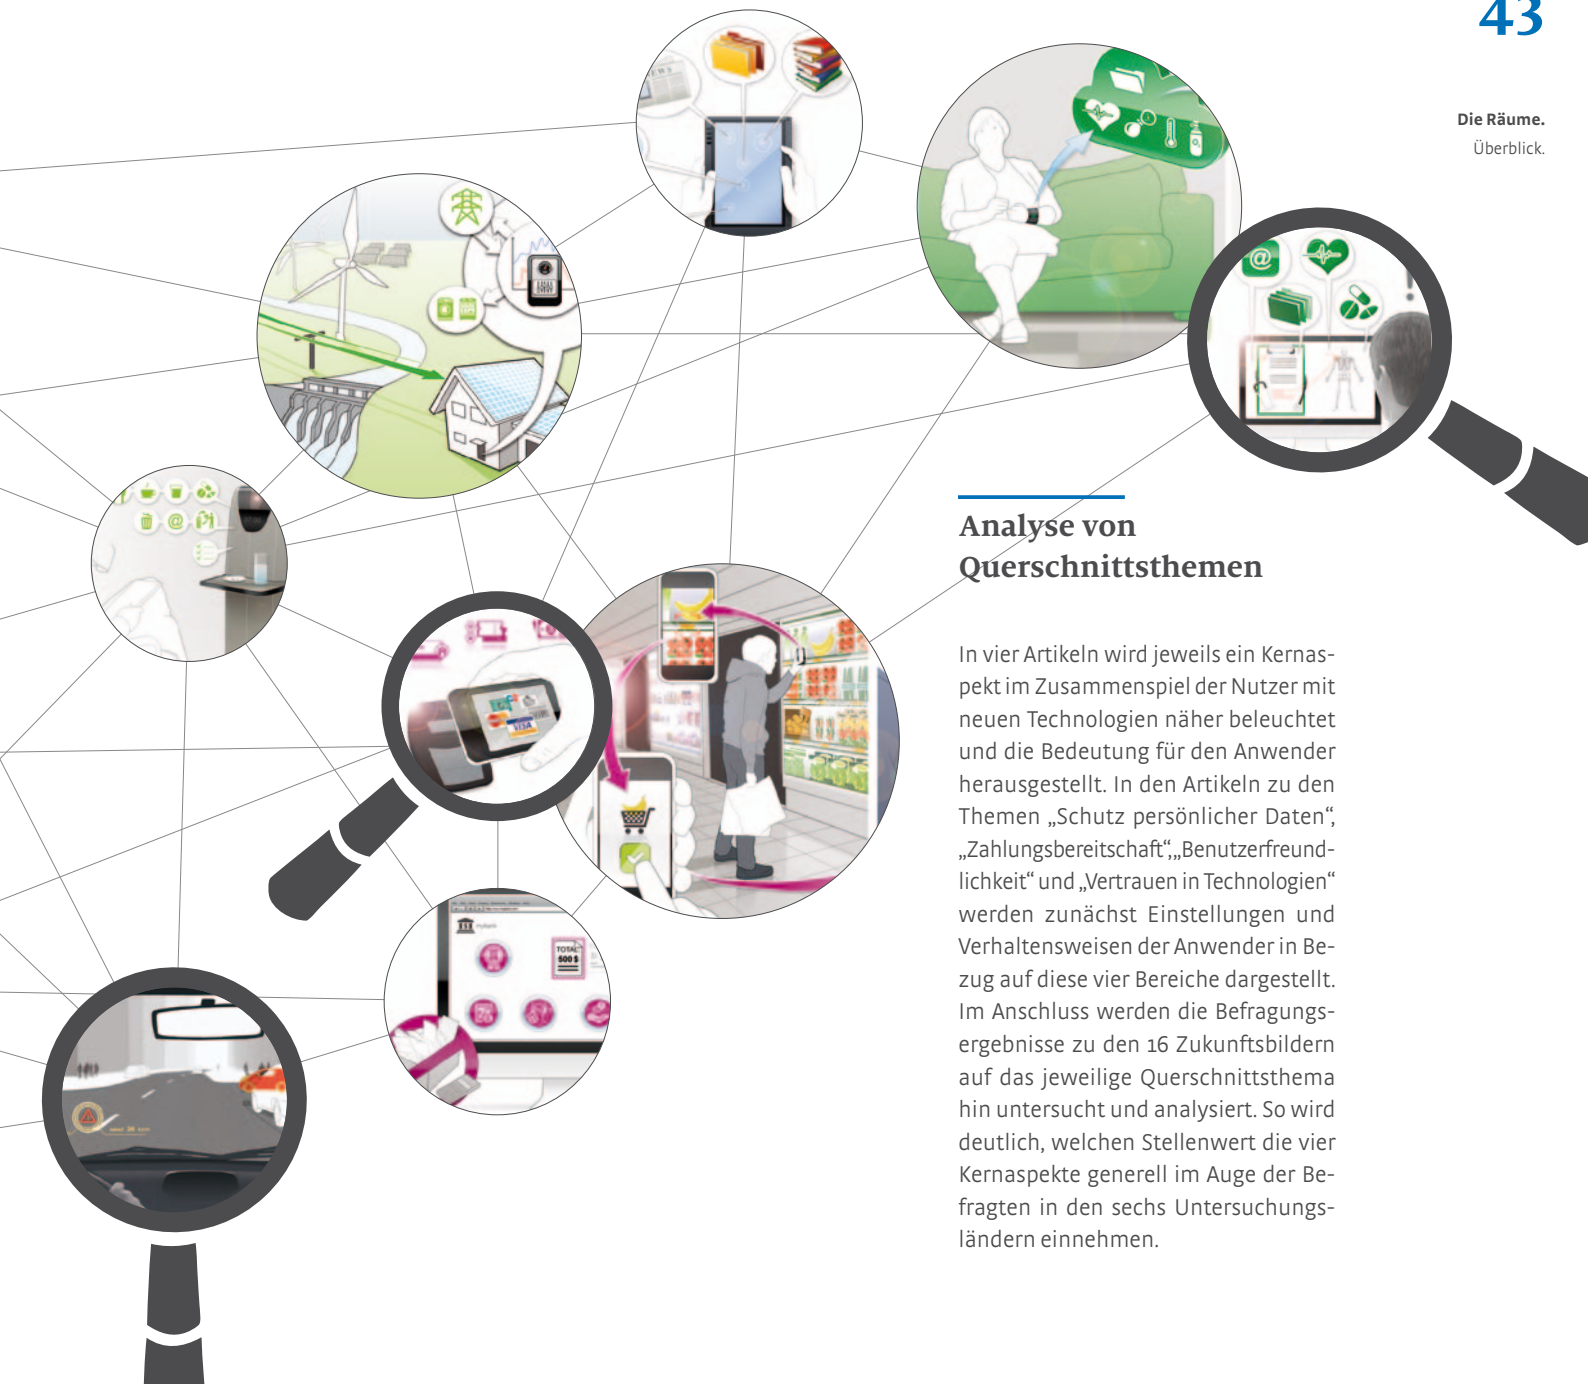 43
Die Räume.
Überblick.
NEWS
@
@
VISA
myBank
TOTAL
500 $
Analyse von
Querschnittsthemen
In vier Artikeln wird jeweils ein Kernas-
pekt im Zusammenspiel der Nutzer mit
neuen Technologien näher beleuchtet
und die Bedeutung für den Anwender
herausgestellt. In den Artikeln zu den
Themen „Schutz persönlicher Daten“,
„Zahlungsbereitschaft“,„Benutzerfreund-
lichkeit“ und „Vertrauen in Technologien“
werden zunächst Einstellungen und
Verhaltensweisen der Anwender in Be-
zug auf diese vier Bereiche dargestellt.
Im Anschluss werden die Befragungs-
ergebnisse zu den 16 Zukunftsbildern
auf das jeweilige Querschnittsthema
hin untersucht und analysiert. So wird
deutlich, welchen Stellenwert die vier
Kernaspekte generell im Auge der Be-
fragten in den sechs Untersuchungs-
ländern einnehmen.